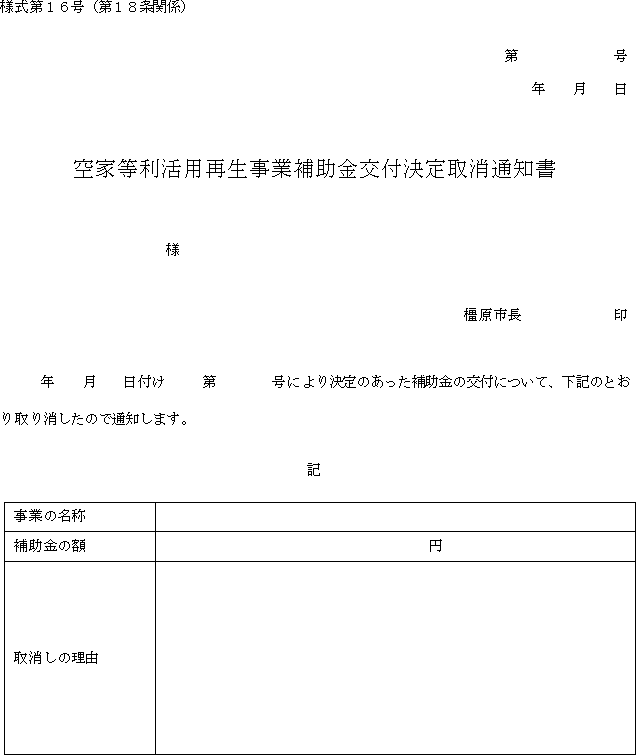 様式第１６号（第１８条関係）
第　　　　　　　号
年　　月　　日
空家等利活用再生事業補助金交付決定取消通知書
様
橿原市長　　　　　　　印
年　　月　　日付け　　　第　　　　号により決定のあった補助金の交付について、下記のとお
り取り消したので通知します。
記
事業の名称
補助金の額　　　　　　　　　　円
取消しの理由